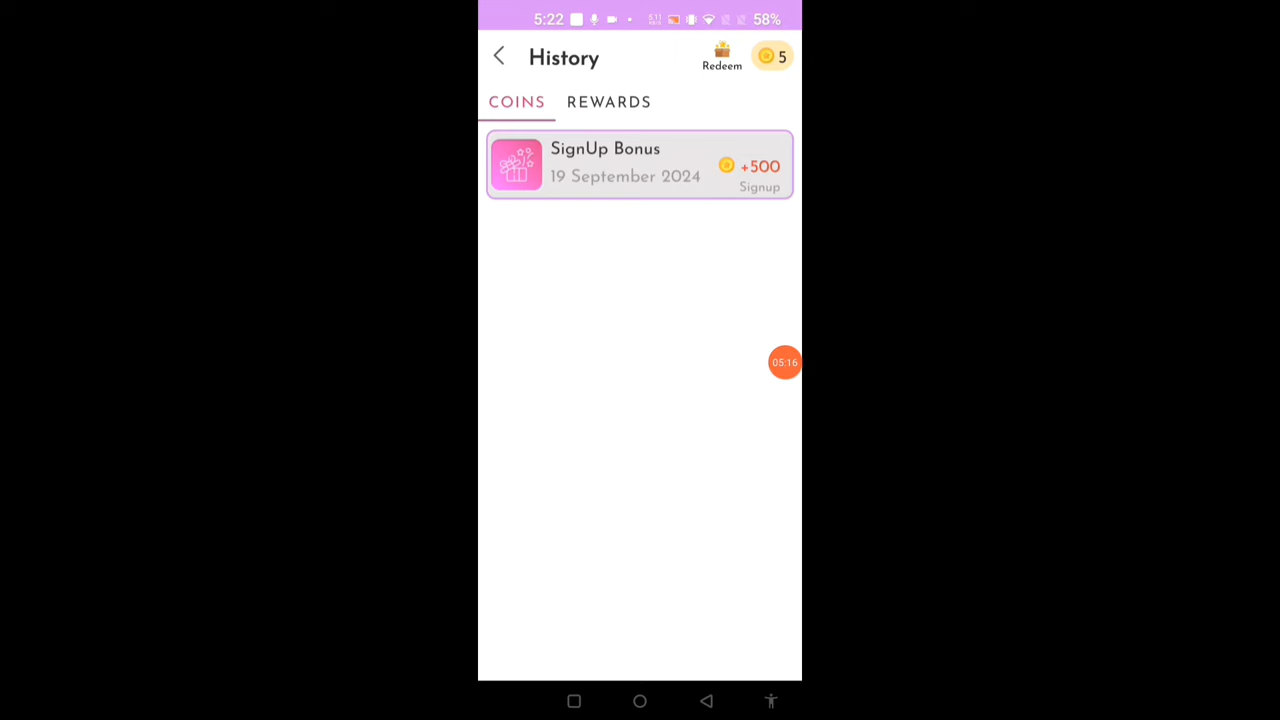 5:22 58%
History
Redeem
5
COINS REWARDS
SignUp Bonus
19 September 2024
+500
Signup
05:16